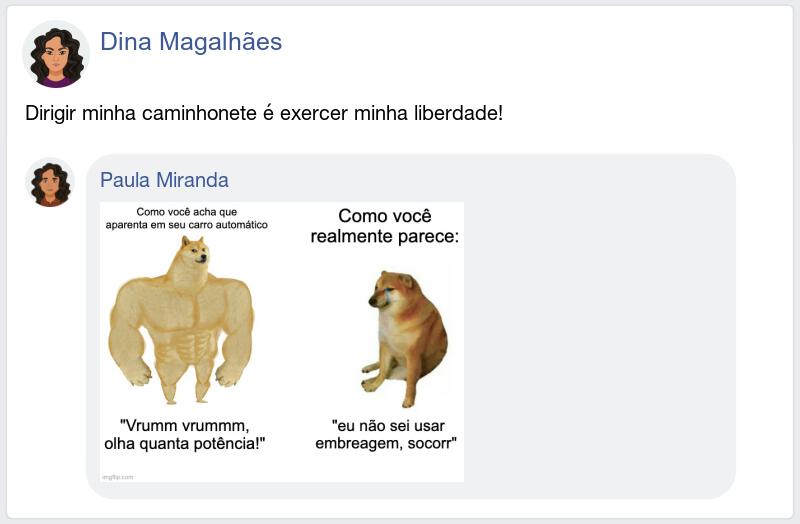 Dina Magalhães
Dirigir minha caminhonete é exercer minha liberdade!
Paula Miranda
Como você acha que
aparenta em seu carro automático
Como você
realmente parece:
"Vrumm vrummm,
olha quanta potência!"
"eu não sei usar
embreagem, socorr"
imgflip.com